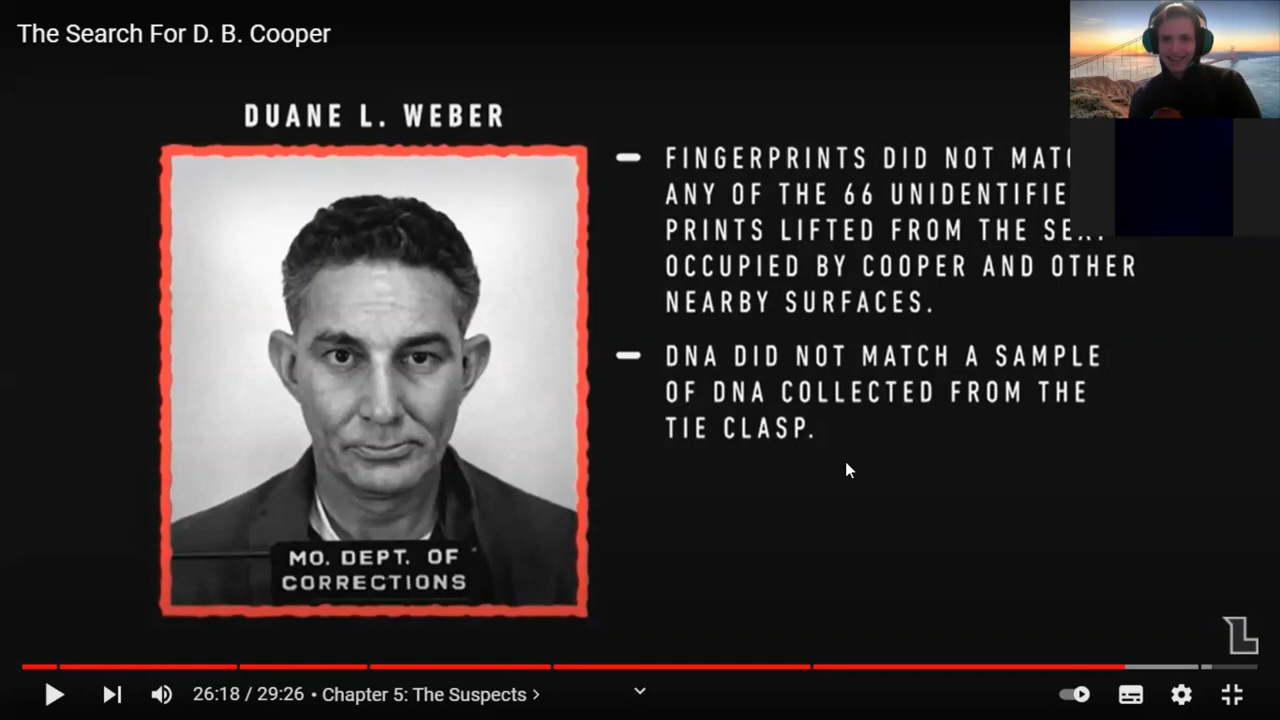 The Search For D. B. Cooper
DUANE L. WEBER
FINGERPRINTS DID NOT
ANY OF THE 66
PRINTS LIFTED FROM THE
OCCUPIED BY COOPER AND OTHER
NEARBY SURFACES.
DNA DID NOT MATCH A SAMPLE
OF DNA COLLECTED FROM THE
TIE CLASP.
MO. DEPT. OF
CORRECTIONS
26:18 / 29:26 • Chapter 5: The Suspects >